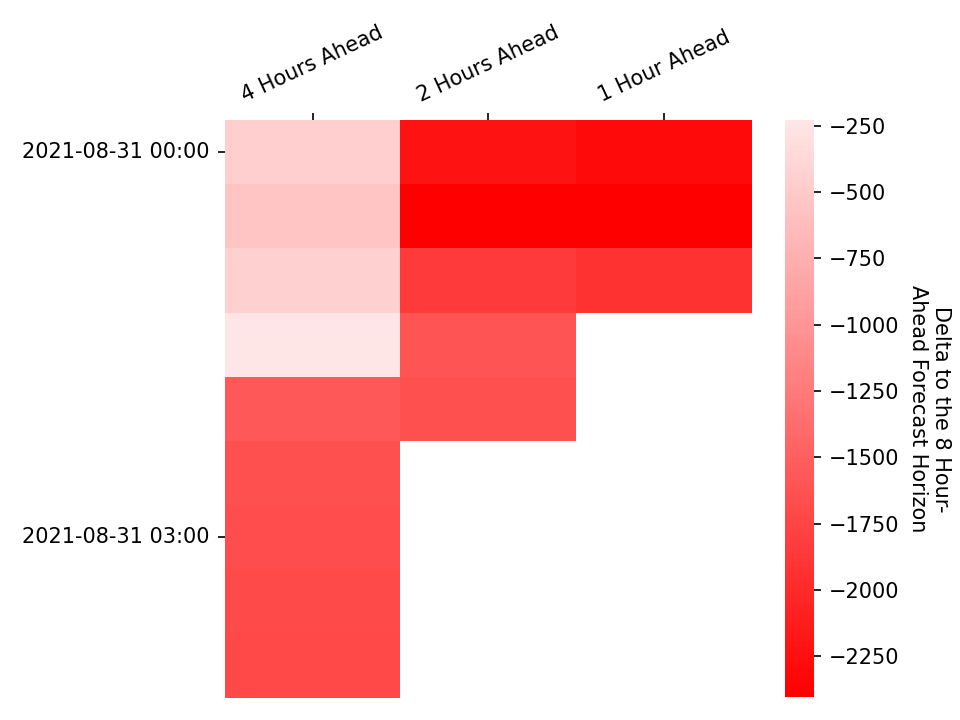 4 Hours Ahead
2 Hours Ahead
1 Hour Ahead
2021-08-31 00:00
2021-08-31 03:00
−250
−500
−750
−1000
−1250
−1500
−1750
−2000
−2250
Delta to the 8 Hour-
Ahead Forecast Horizon